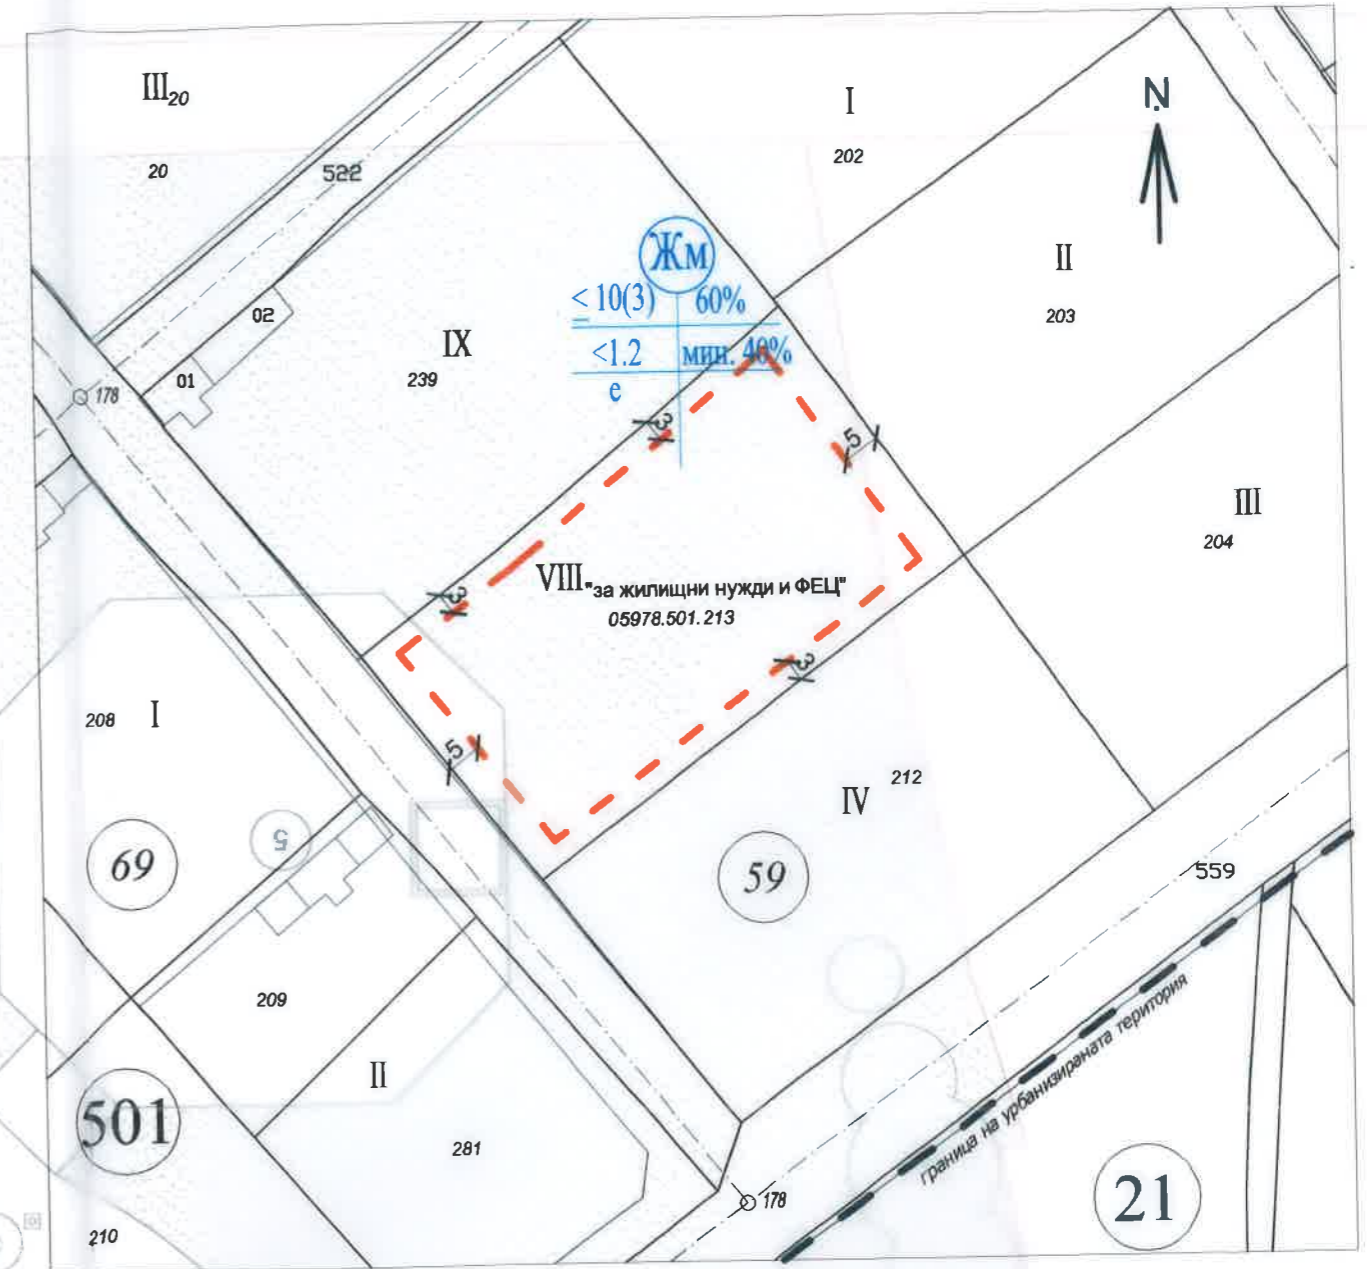 III20
20
522
I
202
N
Жм
≤ 10(3) 60%
<1.2 мин. 40%
е
II
203
02
IX
239
01
178
3
5
III
204
VIII "за жилищни нужди и ФЕЦ"
05978.501.213
3
3
208 I
5
212
IV
69
5
59
559
209
II
граница на урбанизираната територия
501
281
178
21
210